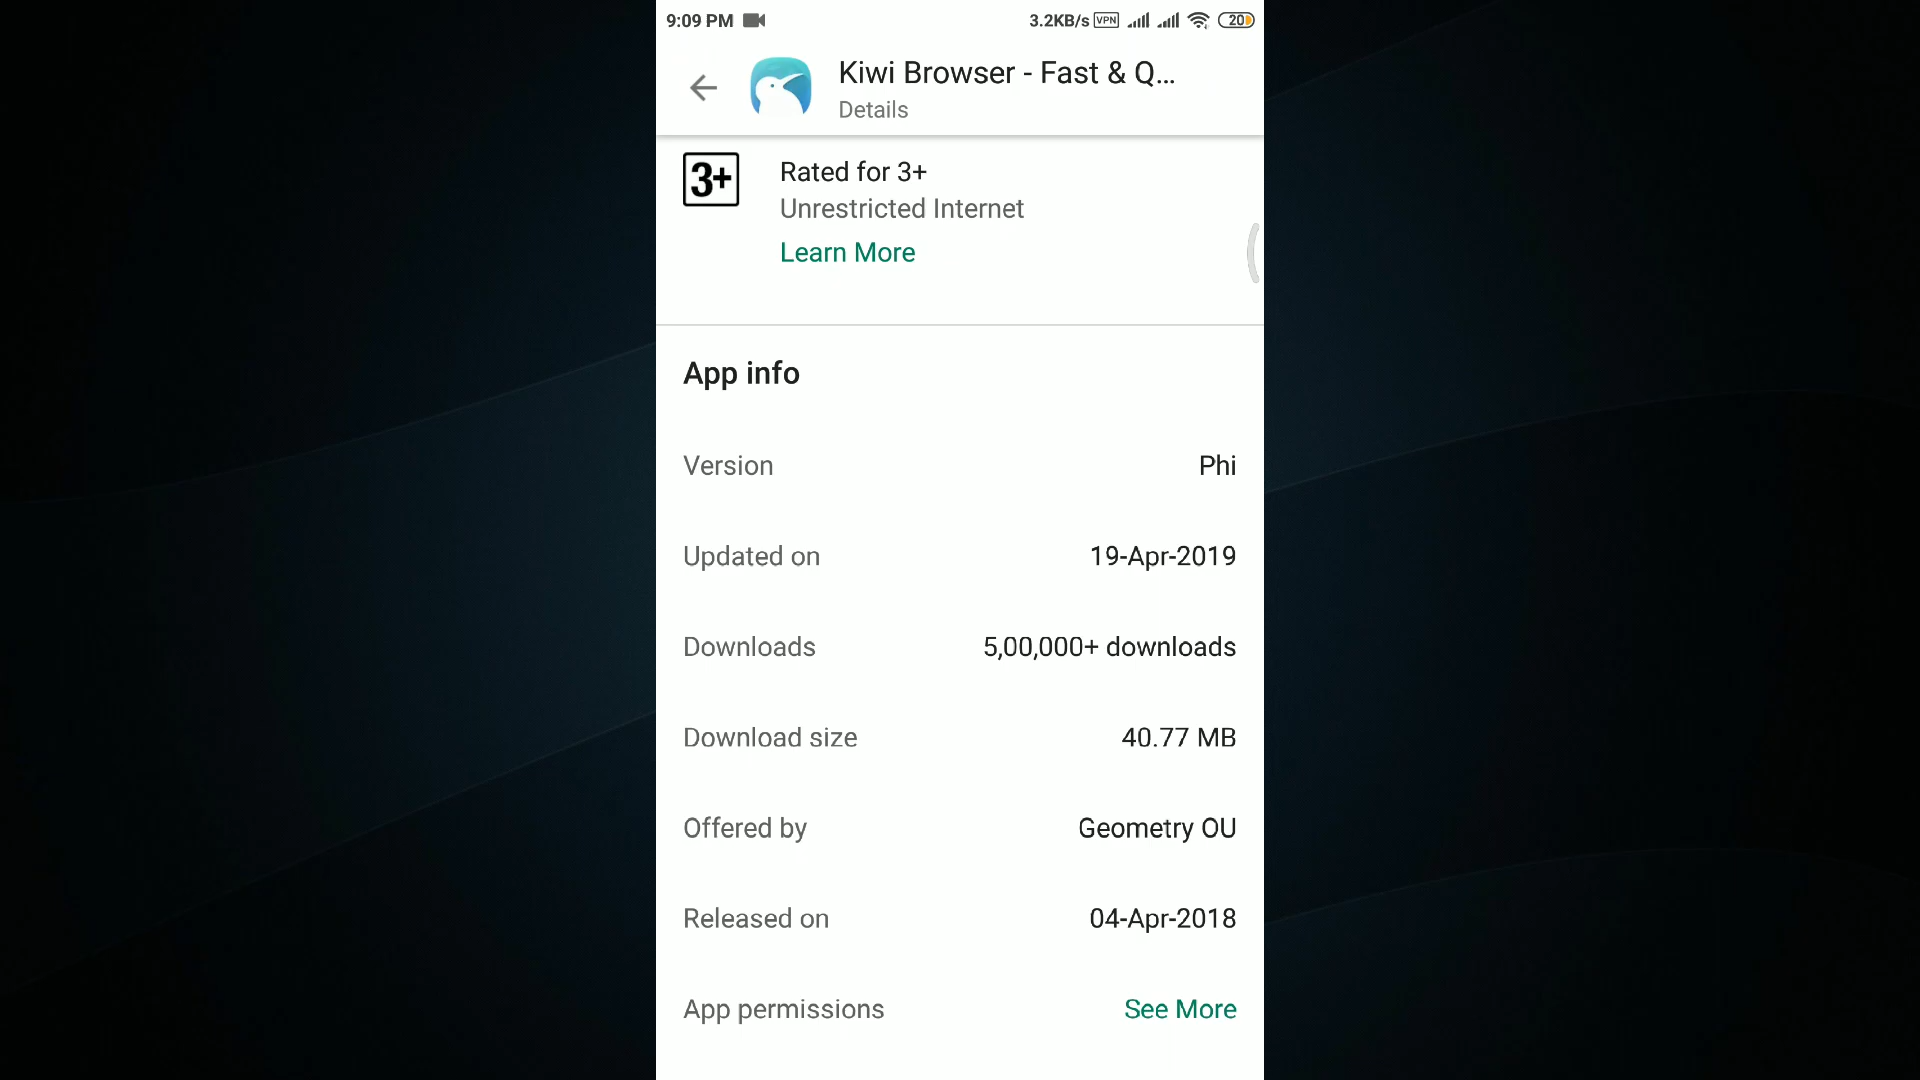 9:09 PM 3.2KB/s VPN 20
Kiwi Browser - Fast & Q...
Details
3+
Rated for 3+
Unrestricted Internet
Learn More
App info
Version Phi
Updated on 19-Apr-2019
Downloads 5,00,000+ downloads
Download size 40.77 MB
Offered by Geometry OU
Released on 04-Apr-2018
App permissions See More